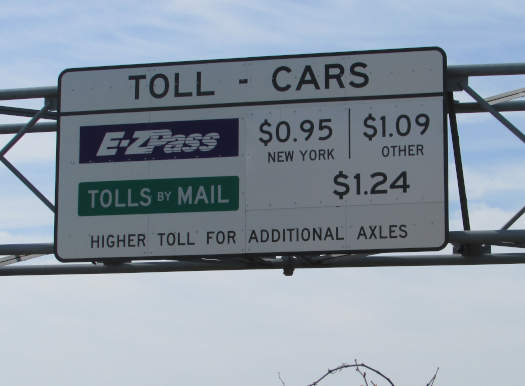 TOLL - CARS
E-ZPass $0.95 $1.09
NEW YORK OTHER
TOLLS BY MAIL $1.24
HIGHER TOLL FOR ADDITIONAL AXLES